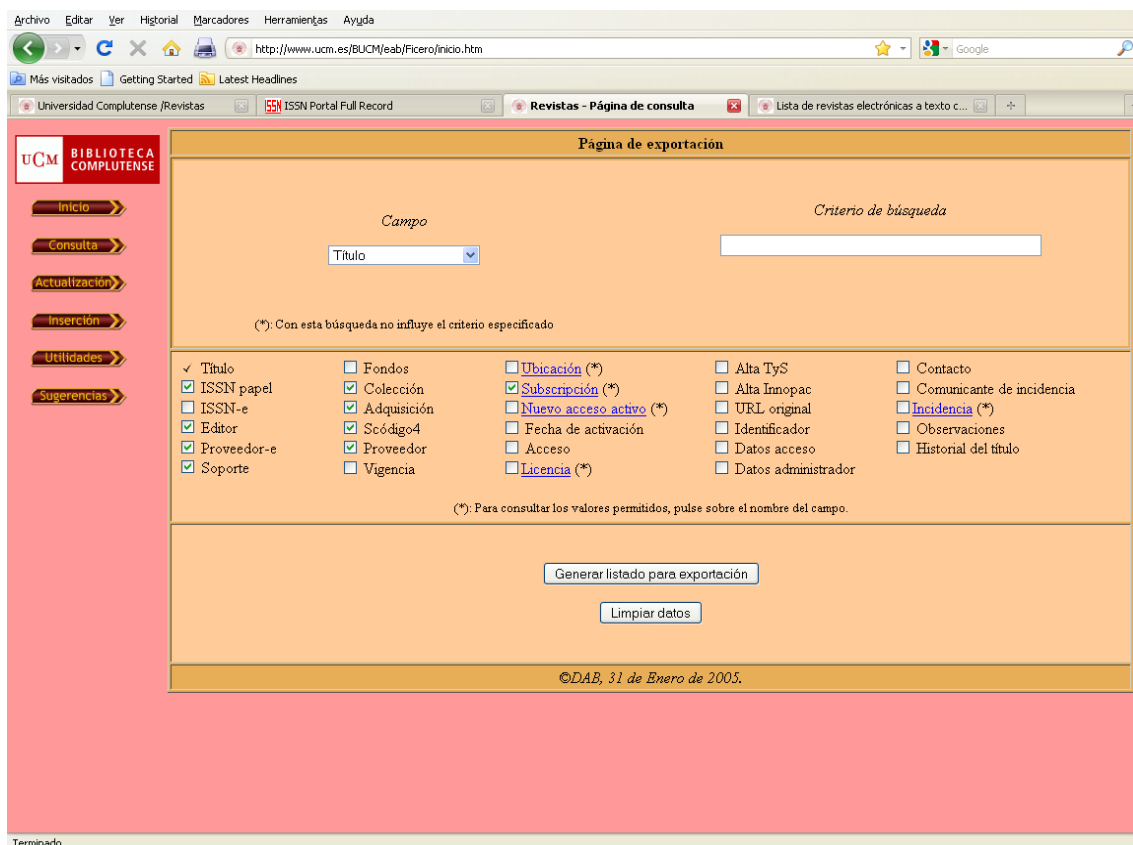 Archivo Editar Ver Historial Marcadores Herramientas Ayuda
http://www.ucm.es/BUCM/eab/Ficero/inicio.htm
Google
Más visitados Getting Started Latest Headlines
Universidad Complutense /Revistas
ISSN ISSN Portal Full Record
Revistas - Página de consulta
Lista de revistas electrónicas a texto c...
UCM BIBLIOTECA COMPLUTENSE
Inicio
Consulta
Actualización
Inserción
Utilidades
Sugerencias
Página de exportación
Campo
Criterio de búsqueda
Título
(*): Con esta búsqueda no influye el criterio especificado
Título Fondos Ubicación (*) Alta TyS Contacto
ISSN papel Colección Subscripción (*) Alta Innopac Comunicante de incidencia
ISSN-e Adquisición Nuevo acceso activo (*) URL original Incidencia (*)
Editor Scódigo4 Fecha de activación Identificador Observaciones
Proveedor-e Proveedor Acceso Datos acceso Historial del título
Soporte Vigencia Licencia (*) Datos administrador
(*): Para consultar los valores permitidos, pulse sobre el nombre del campo.
Generar listado para exportación
Limpiar datos
©DAB, 31 de Enero de 2005.
Terminado